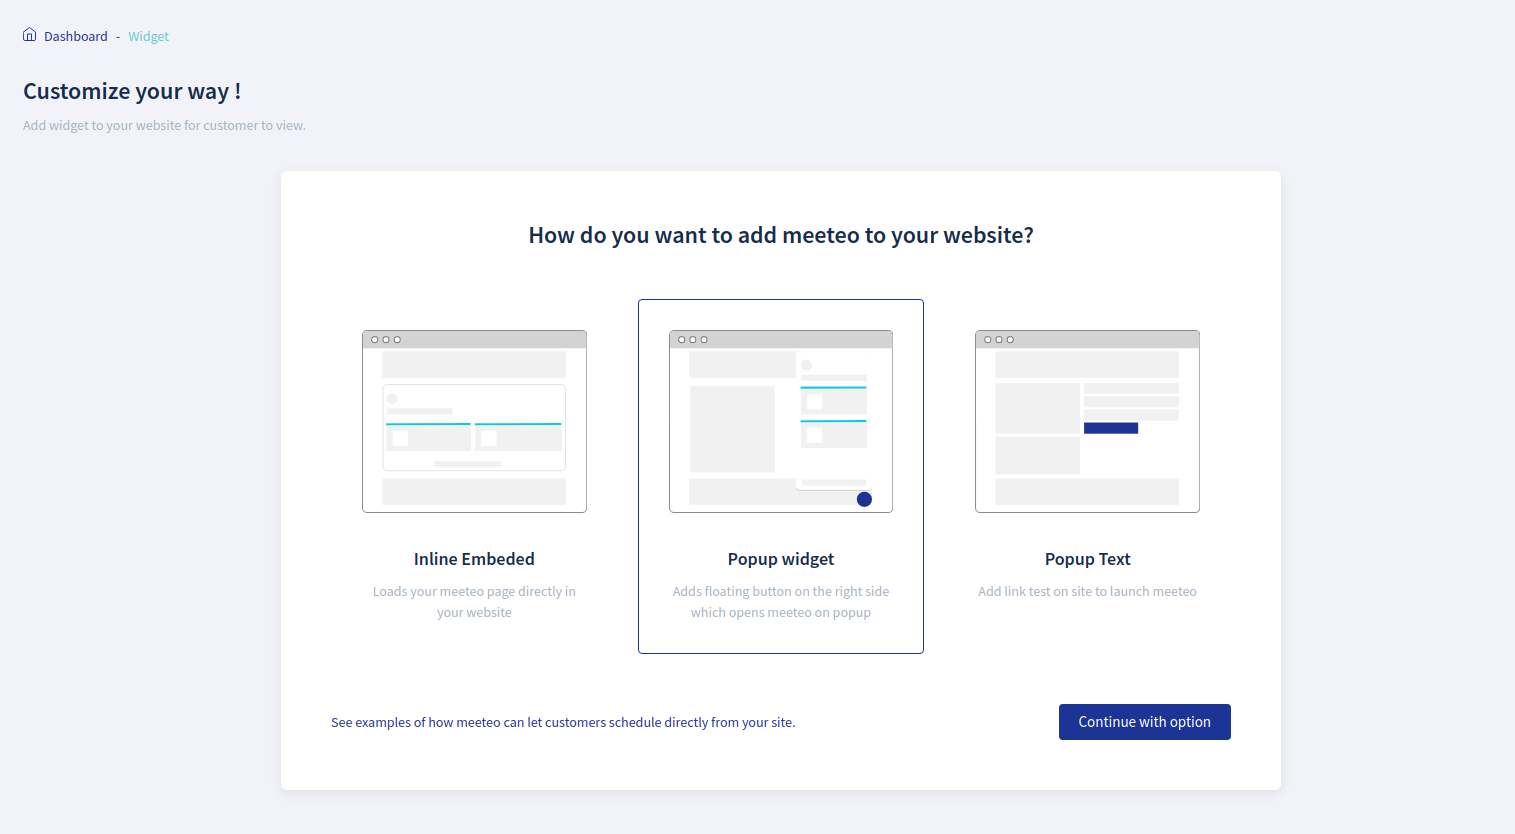 Dashboard - Widget
Customize your way !
Add widget to your website for customer to view.
How do you want to add meeteo to your website?
Inline Embeded
Loads your meeteo page directly in
your website
Popup widget
Adds floating button on the right side
which opens meeteo on popup
Popup Text
Add link test on site to launch meeteo
See examples of how meeteo can let customers schedule directly from your site.
Continue with option